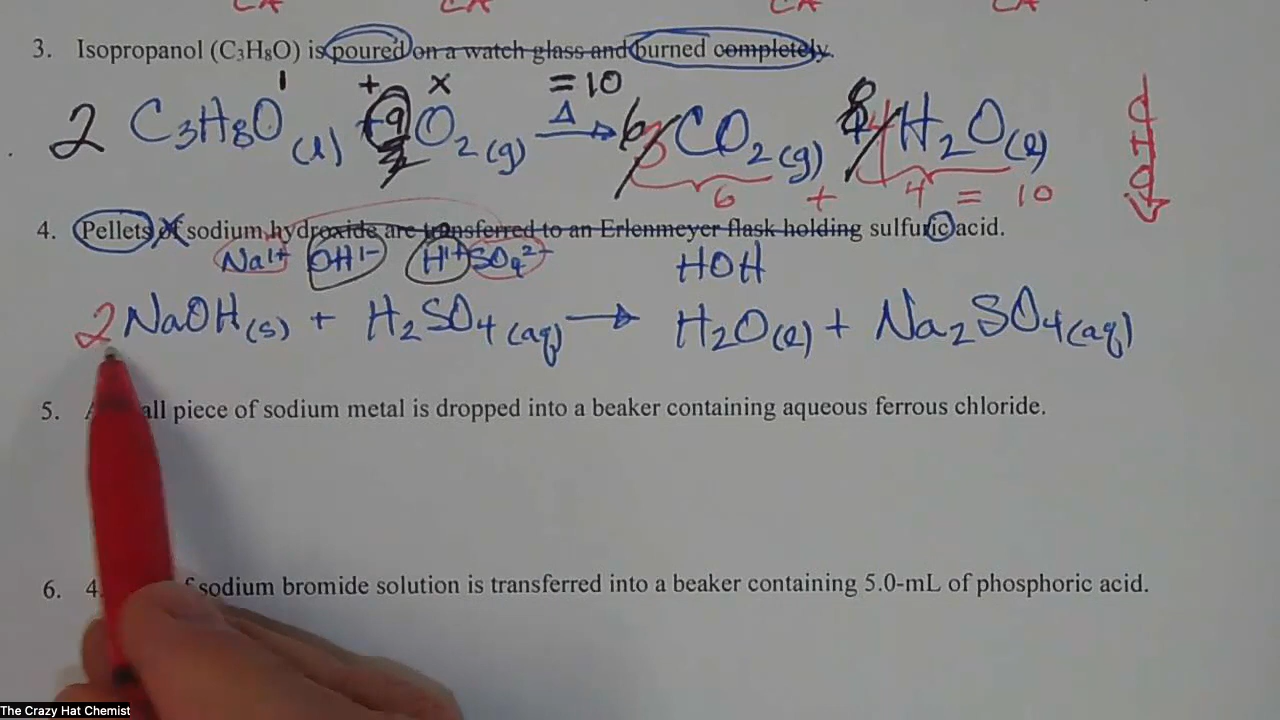 3. Isopropanol (C3H8O) is poured on a watch glass and burned completely.
1 + x = 10
2 C3H8O(l) + 9 O2(g) Δ→ 6 CO2(g) 8 H2O(l)
6 + 4 = 10
CHO
4. Pellets of sodium hydroxide are transferred to an Erlenmeyer flask holding sulfuric acid.
Na1+ OH1- H1+ SO42- HOH
2NaOH(s) + H2SO4(aq) → H2O(l) + Na2SO4(aq)
5. all piece of sodium metal is dropped into a beaker containing aqueous ferrous chloride.
6. 4 sodium bromide solution is transferred into a beaker containing 5.0-mL of phosphoric acid.
The Crazy Hat Chemist